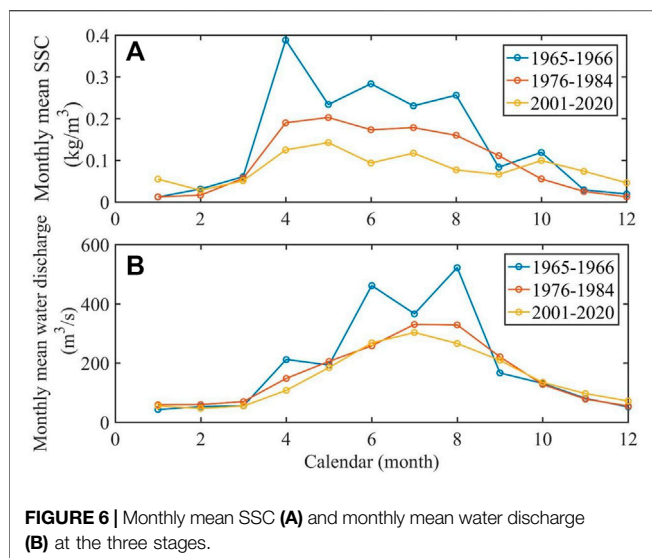 A
Monthly mean SSC
(kg/m³)
0.4
0.3
0.2
0.1
0
1965-1966
1976-1984
2001-2020
0 2 4 6 8 10 12
B
Monthly mean water discharge
(m³/s)
600
400
200
0
1965-1966
1976-1984
2001-2020
0 2 4 6 8 10 12
Calendar (month)
FIGURE 6 | Monthly mean SSC (A) and monthly mean water discharge
(B) at the three stages.